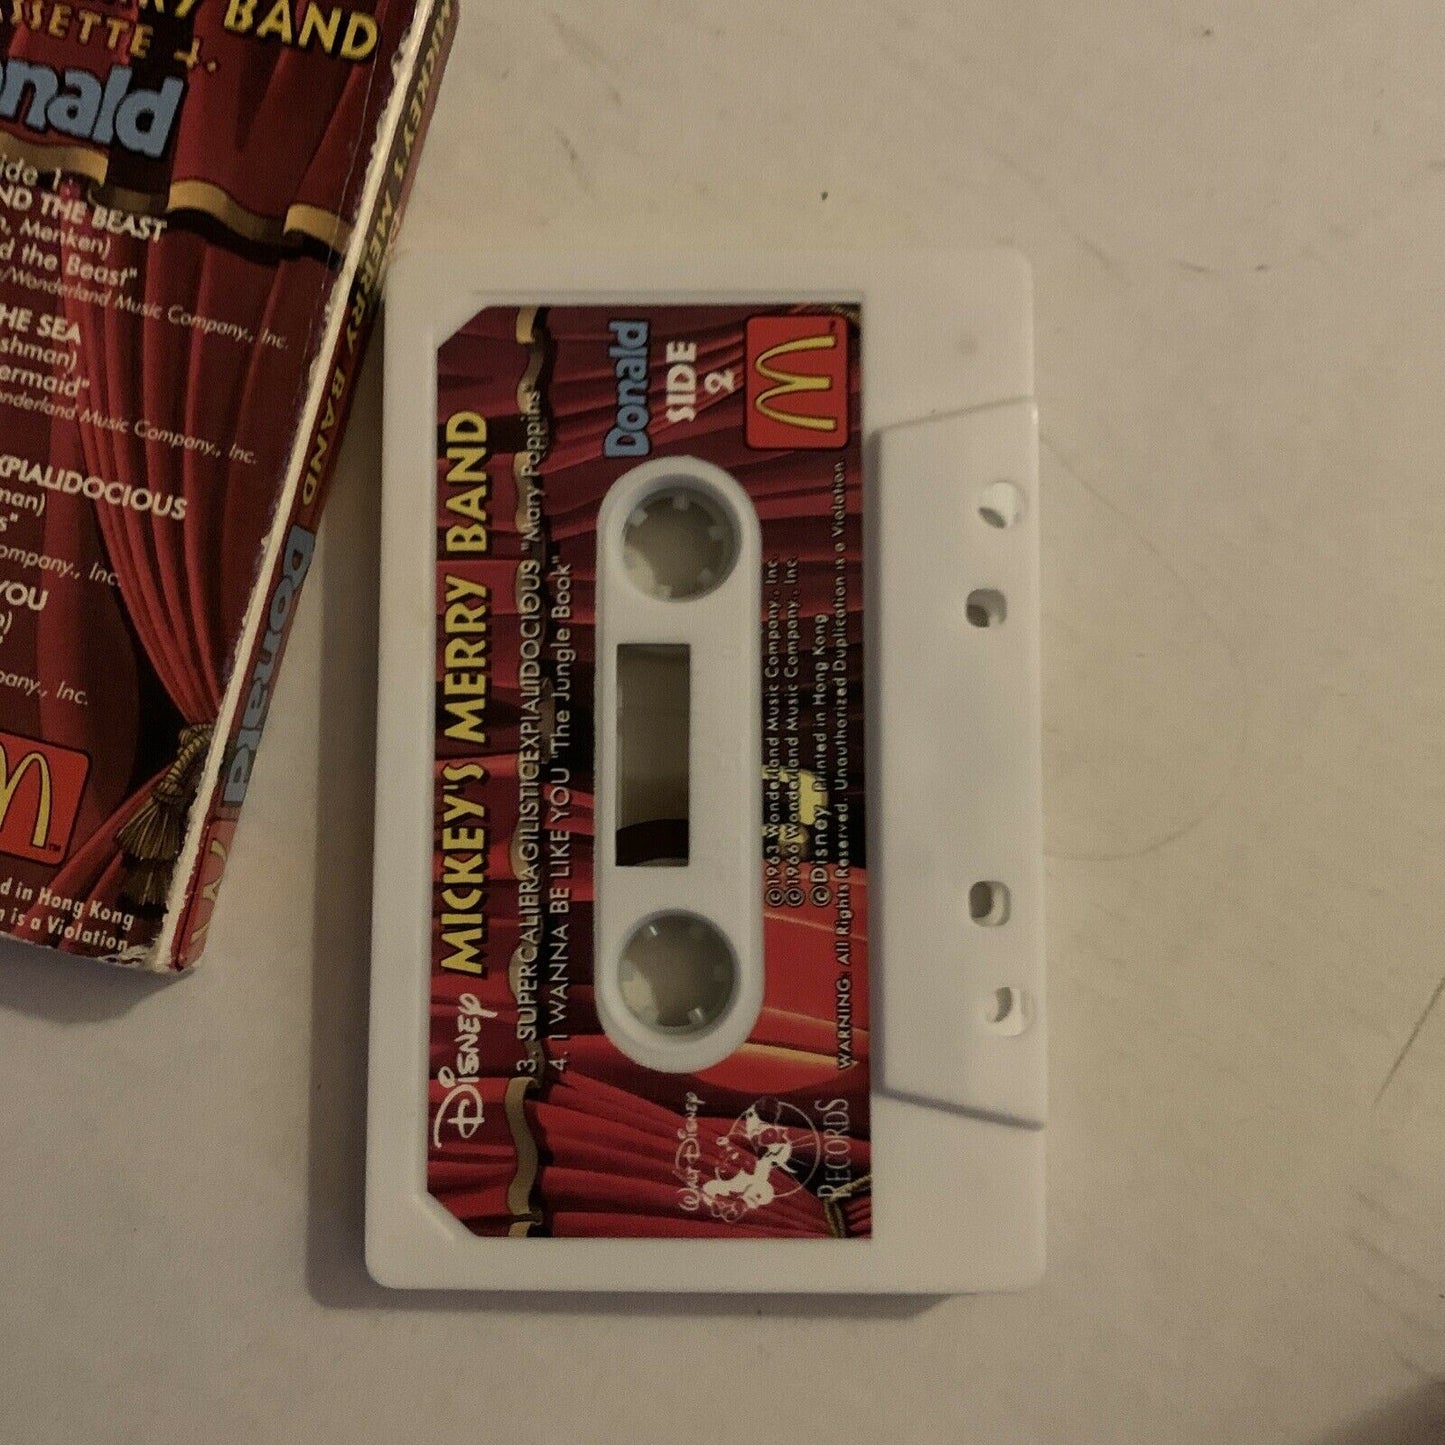 BAND
nald
ide 1:
ND THE BEAST
, Menken)
d the Beast"
/Wonderland Music Company., Inc.
HE SEA
shman)
ermaid"
onderland Music Company., Inc.
XPIALIDOCIOUS
man)
s"
ompany., Inc.
YOU
)
pany., Inc.
TM
d in Hong Kong
n is a Violation
MICKEY'S MERRY BAND Donald
Disney MICKEY'S MERRY BAND
3. SUPERCALIFRAGILISTICEXPIALIDOCIOUS "Mary Poppins"
4. I WANNA BE LIKE YOU "The Jungle Book"
Donald
SIDE
2
TM
©1963 Wonderland Music Company., Inc.
©1966 Wonderland Music Company., Inc.
©Disney Printed in Hong Kong
WARNING: All Rights Reserved. Unauthorized Duplication is a Violation
Walt Disney
RECORDS